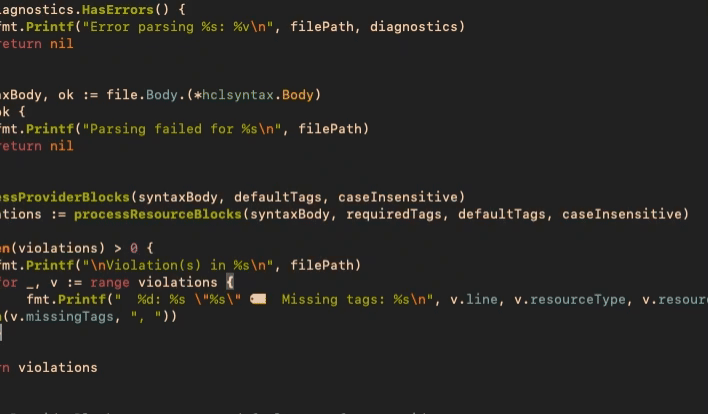 iagnostics.HasErrors() {
fmt.Printf("Error parsing %s: %v\n", filePath, diagnostics)
return nil
axBody, ok := file.Body.(*hclsyntax.Body)
ok {
fmt.Printf("Parsing failed for %s\n", filePath)
return nil
essProviderBlocks(syntaxBody, defaultTags, caseInsensitive)
ations := processResourceBlocks(syntaxBody, requiredTags, defaultTags, caseInsensitive)
en(violations) > 0 {
fmt.Printf("\nViolation(s) in %s\n", filePath)
for _, v := range violations {
fmt.Printf("  %d: %s \"%s\" 🏷️  Missing tags: %s\n", v.line, v.resourceType, v.resour
n(v.missingTags, ", "))
}
rn violations